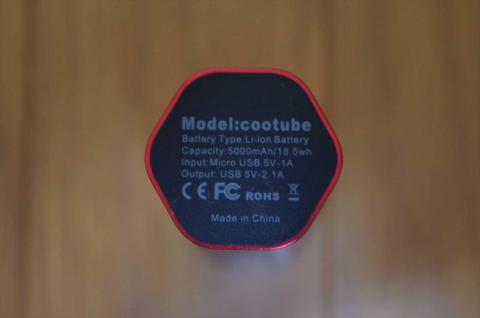 Model:cootube
Battery Type:Li-ion Battery
Capacity:5000mAh/18.5wh
Input:Micro USB 5V-1A
Output: USB 5V-2.1A
CE FC ROHS
Made in China